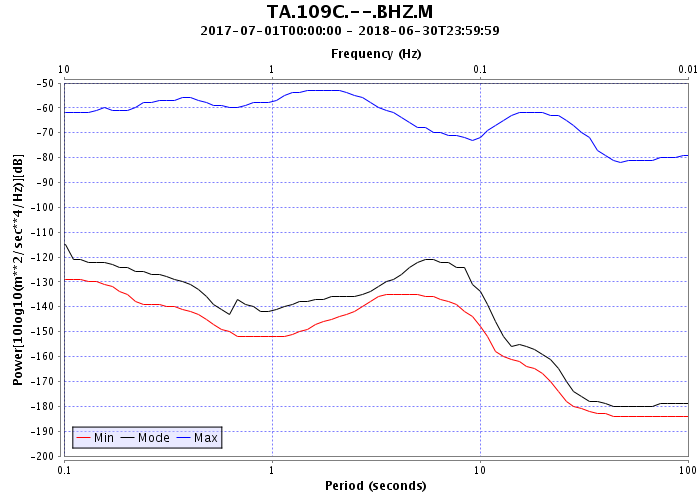 TA.109C.--.BHZ.M
2017-07-01T00:00:00 - 2018-06-30T23:59:59
Frequency (Hz)
10 1 0.1 0.01
-50
-60
-70
-80
-90
-100
-110
-120
-130
-140
-150
-160
-170
-180
-190
-200
Power[10log10(m**2/sec**4/Hz)][dB]
Min Mode Max
0.1 1 10 100
Period (seconds)